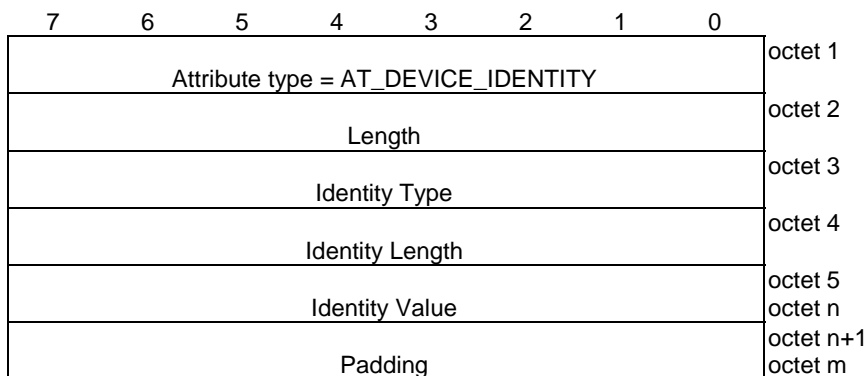 7 6 5 4 3 2 1 0
octet 1
Attribute type = AT_DEVICE_IDENTITY
octet 2
Length
octet 3
Identity Type
octet 4
Identity Length
octet 5
Identity Value octet n
octet n+1
Padding octet m